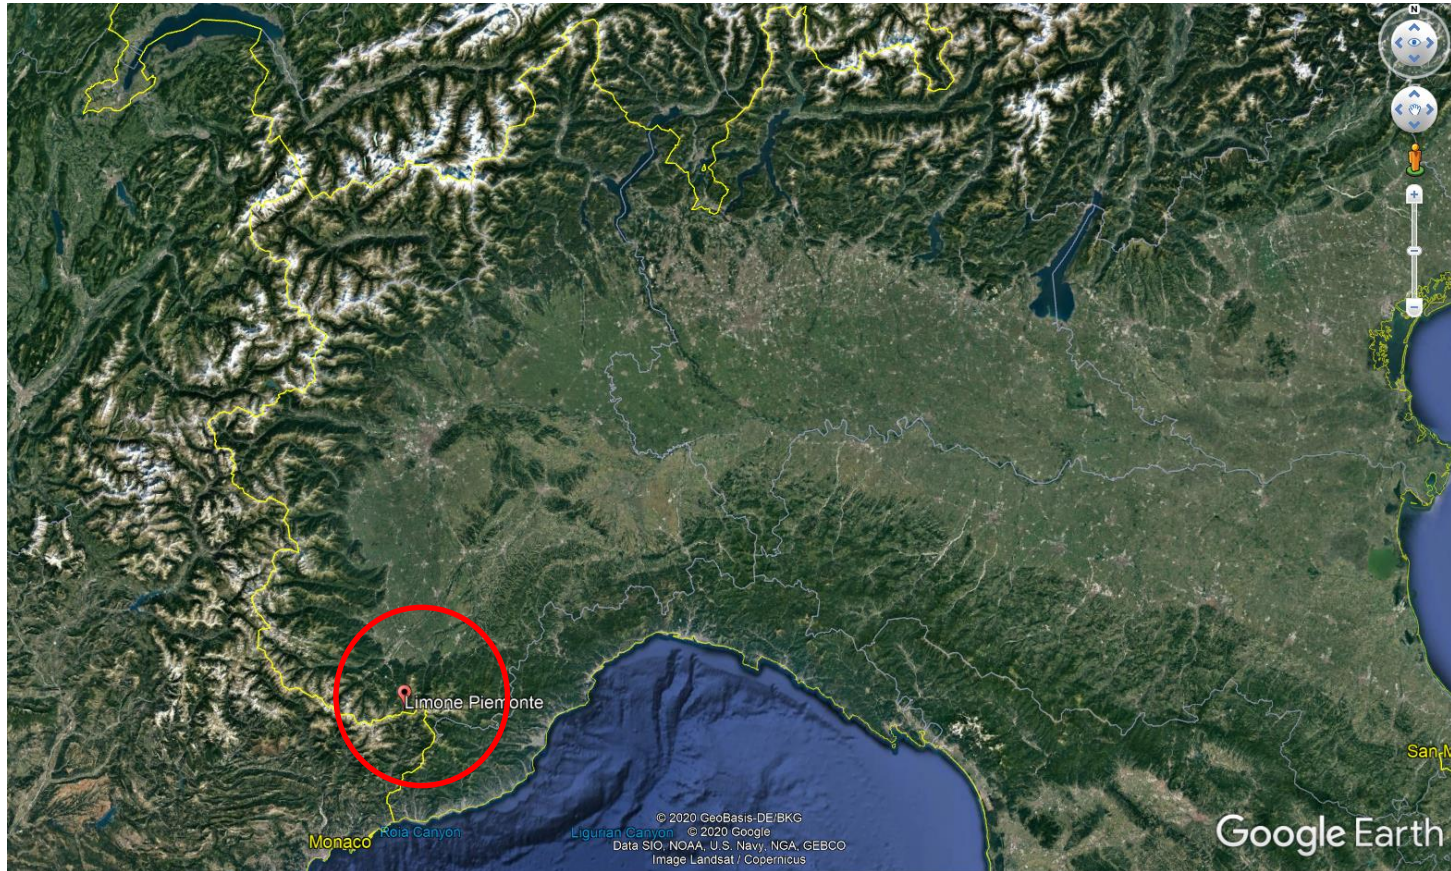 N
Limone Piemonte
San M
Monaco
Roia Canyon
Ligurian Canyon
© 2020 GeoBasis-DE/BKG
© 2020 Google
Data SIO, NOAA, U.S. Navy, NGA, GEBCO
Image Landsat / Copernicus
Google Earth